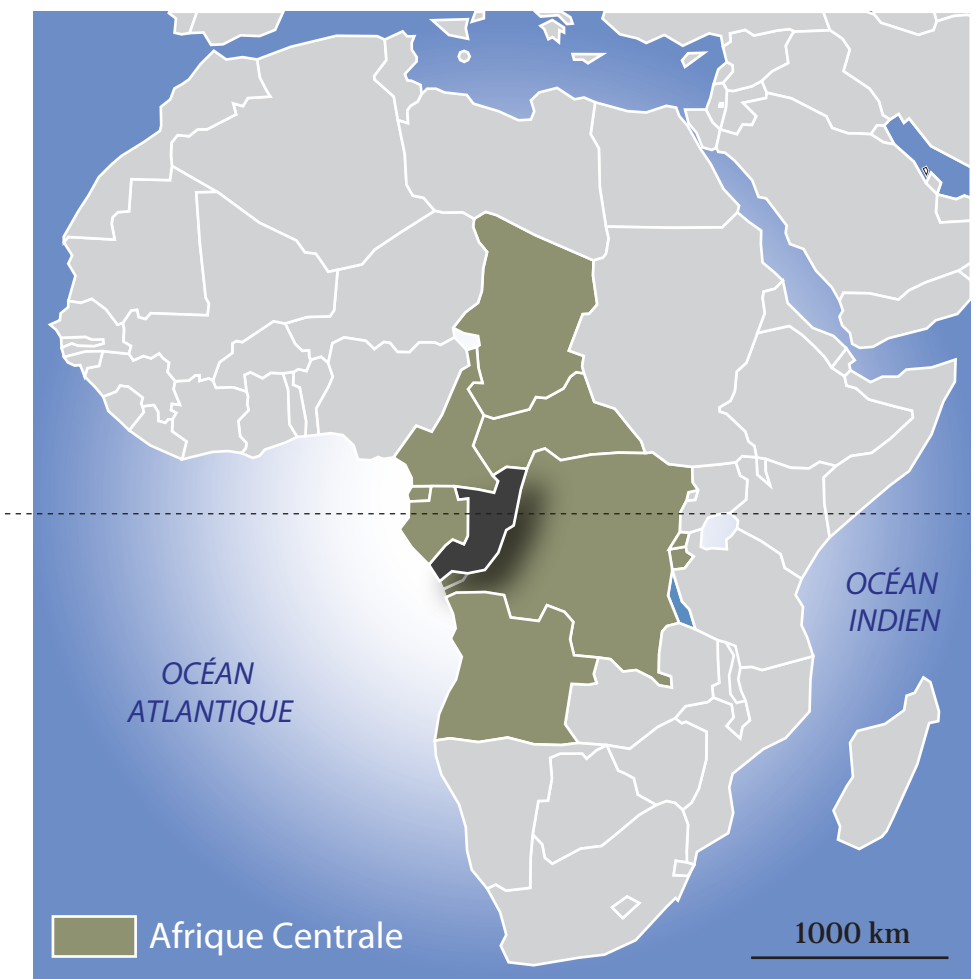 OCÉAN
INDIEN
OCÉAN
ATLANTIQUE
Afrique Centrale
1000 km